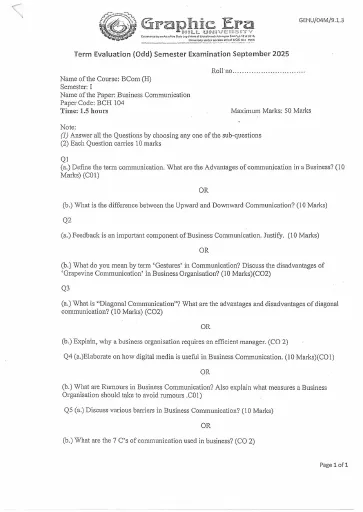 GEHU/04M/9.1.3
Graphic Era
HILL UNIVERSITY
Term Evaluation (Odd) Semester Examination September 2025
Roll no..............................
Name of the Course: BCom (H)
Semester: I
Name of the Paper: Business Communication
Paper Code: BCH 104
Time: 1.5 hours Maximum Marks: 50 Marks
Note:
(1) Answer all the Questions by choosing any one of the sub-questions
(2) Each Question carries 10 marks
Q1
(a.) Define the term communication. What are the Advantages of communication in a Business? (10
Marks) (C01)
OR
(b.) What is the difference between the Upward and Downward Communication? (10 Marks)
Q2
(a.) Feedback is an important component of Business Communication. Justify. (10 Marks)
OR
(b.) What do you mean by term 'Gestures' in Communication? Discuss the disadvantages of
'Grapevine Communication' in Business Organisation? (10 Marks)(CO2)
Q3
(a.) What is "Diagonal Communication"? What are the advantages and disadvantages of diagonal
communication? (10 Marks) (CO2)
OR
(b.) Explain, why a business organisation requires an efficient manager. (CO 2)
Q4 (a.)Elaborate on how digital media is useful in Business Communication. (10 Marks)(CO1)
OR
(b.) What are Rumours in Business Communication? Also explain what measures a Business
Organisation should take to avoid rumours .C01)
Q5 (a.) Discuss various barriers in Business Communication? (10 Marks)
OR
(b.) What are the 7 C's of communication used in business? (CO 2)
Page 1 of 1